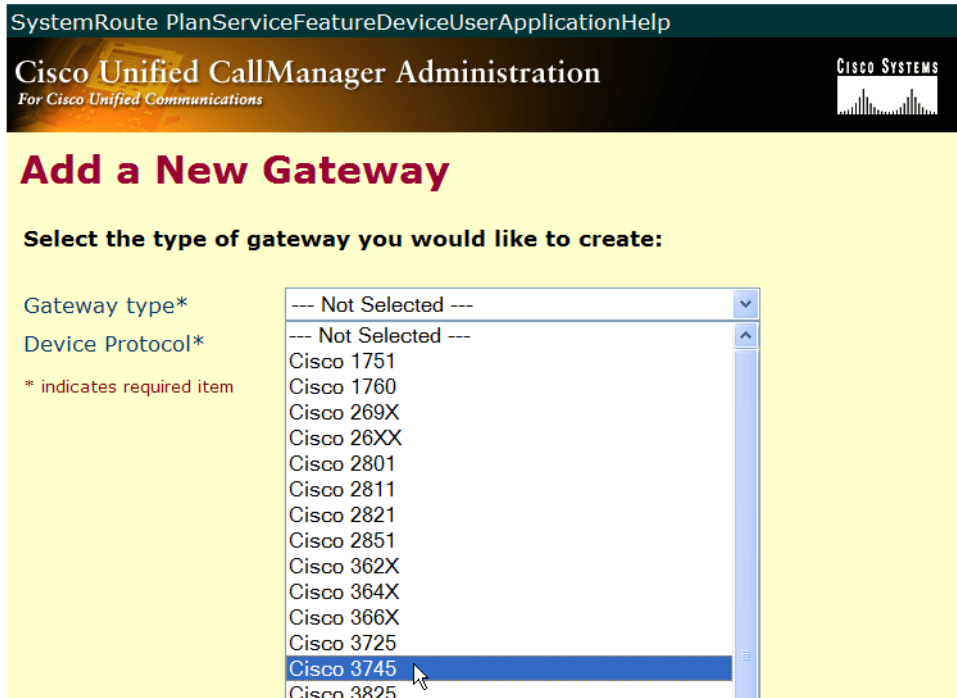 SystemRoute PlanServiceFeatureDeviceUserApplicationHelp
Cisco Unified CallManager Administration
For Cisco Unified Communications
CISCO SYSTEMS
Add a New Gateway
Select the type of gateway you would like to create:
Gateway type*
--- Not Selected ---
Device Protocol*
* indicates required item
--- Not Selected ---
Cisco 1751
Cisco 1760
Cisco 269X
Cisco 26XX
Cisco 2801
Cisco 2811
Cisco 2821
Cisco 2851
Cisco 362X
Cisco 364X
Cisco 366X
Cisco 3725
Cisco 3745
Cisco 3825